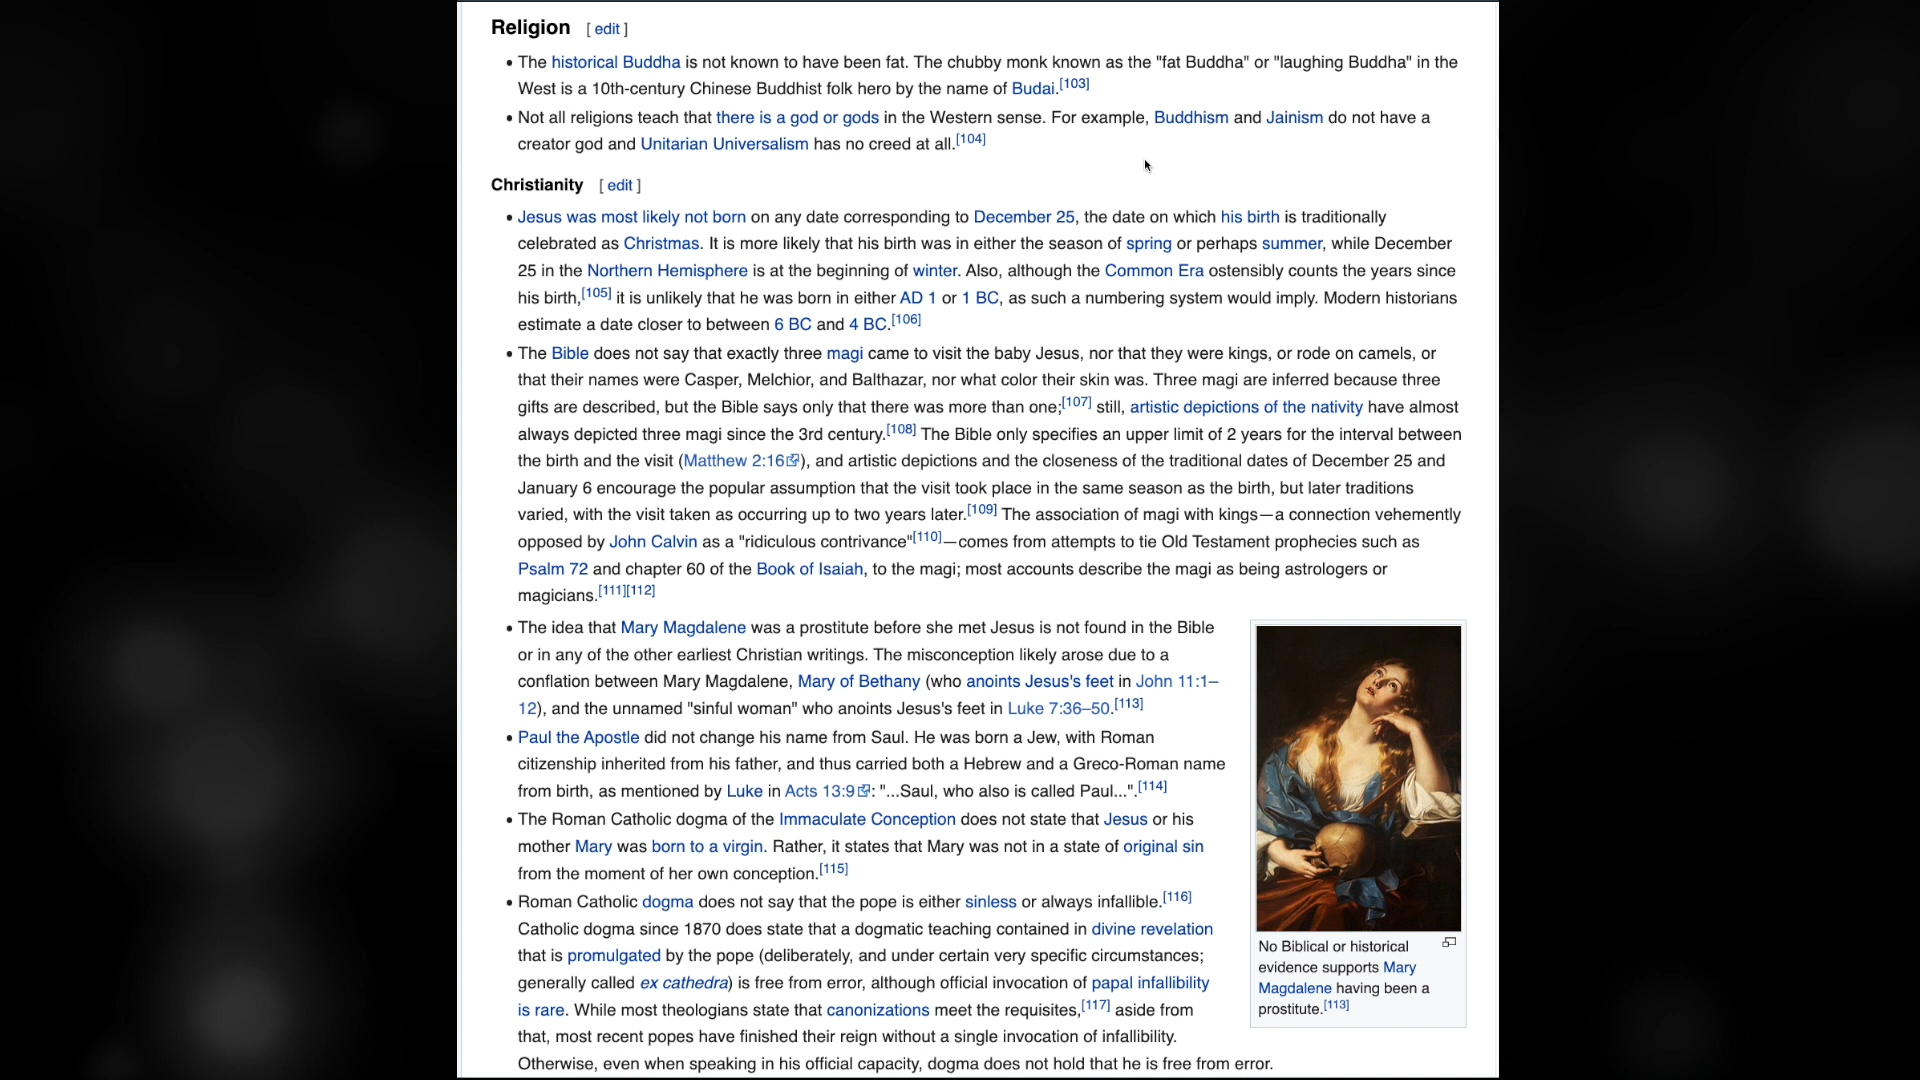 Religion [ edit ]
• The historical Buddha is not known to have been fat. The chubby monk known as the "fat Buddha" or "laughing Buddha" in the
West is a 10th-century Chinese Buddhist folk hero by the name of Budai.[103]
• Not all religions teach that there is a god or gods in the Western sense. For example, Buddhism and Jainism do not have a
creator god and Unitarian Universalism has no creed at all.[104]
Christianity [ edit ]
• Jesus was most likely not born on any date corresponding to December 25, the date on which his birth is traditionally
celebrated as Christmas. It is more likely that his birth was in either the season of spring or perhaps summer, while December
25 in the Northern Hemisphere is at the beginning of winter. Also, although the Common Era ostensibly counts the years since
his birth,[105] it is unlikely that he was born in either AD 1 or 1 BC, as such a numbering system would imply. Modern historians
estimate a date closer to between 6 BC and 4 BC.[106]
• The Bible does not say that exactly three magi came to visit the baby Jesus, nor that they were kings, or rode on camels, or
that their names were Casper, Melchior, and Balthazar, nor what color their skin was. Three magi are inferred because three
gifts are described, but the Bible says only that there was more than one;[107] still, artistic depictions of the nativity have almost
always depicted three magi since the 3rd century.[108] The Bible only specifies an upper limit of 2 years for the interval between
the birth and the visit (Matthew 2:16), and artistic depictions and the closeness of the traditional dates of December 25 and
January 6 encourage the popular assumption that the visit took place in the same season as the birth, but later traditions
varied, with the visit taken as occurring up to two years later.[109] The association of magi with kings—a connection vehemently
opposed by John Calvin as a "ridiculous contrivance"[110]—comes from attempts to tie Old Testament prophecies such as
Psalm 72 and chapter 60 of the Book of Isaiah, to the magi; most accounts describe the magi as being astrologers or
magicians.[111][112]
• The idea that Mary Magdalene was a prostitute before she met Jesus is not found in the Bible
or in any of the other earliest Christian writings. The misconception likely arose due to a
conflation between Mary Magdalene, Mary of Bethany (who anoints Jesus's feet in John 11:1–
12), and the unnamed "sinful woman" who anoints Jesus's feet in Luke 7:36–50.[113]
• Paul the Apostle did not change his name from Saul. He was born a Jew, with Roman
citizenship inherited from his father, and thus carried both a Hebrew and a Greco-Roman name
from birth, as mentioned by Luke in Acts 13:9: "...Saul, who also is called Paul...".[114]
• The Roman Catholic dogma of the Immaculate Conception does not state that Jesus or his
mother Mary was born to a virgin. Rather, it states that Mary was not in a state of original sin
from the moment of her own conception.[115]
• Roman Catholic dogma does not say that the pope is either sinless or always infallible.[116]
Catholic dogma since 1870 does state that a dogmatic teaching contained in divine revelation
that is promulgated by the pope (deliberately, and under certain very specific circumstances;
generally called ex cathedra) is free from error, although official invocation of papal infallibility
is rare. While most theologians state that canonizations meet the requisites,[117] aside from
that, most recent popes have finished their reign without a single invocation of infallibility.
Otherwise, even when speaking in his official capacity, dogma does not hold that he is free from error.
No Biblical or historical
evidence supports Mary
Magdalene having been a
prostitute.[113]